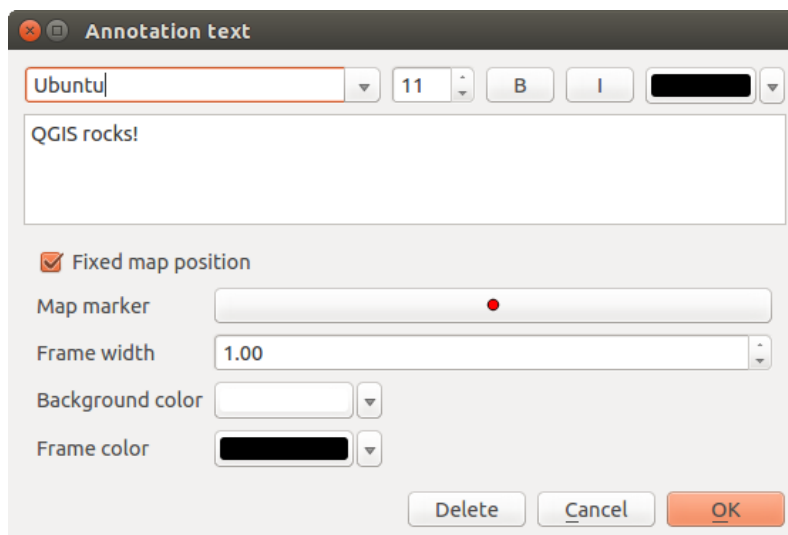 Annotation text
Ubuntu 11 B I
QGIS rocks!
Fixed map position
Map marker
Frame width 1.00
Background color
Frame color
Delete Cancel OK